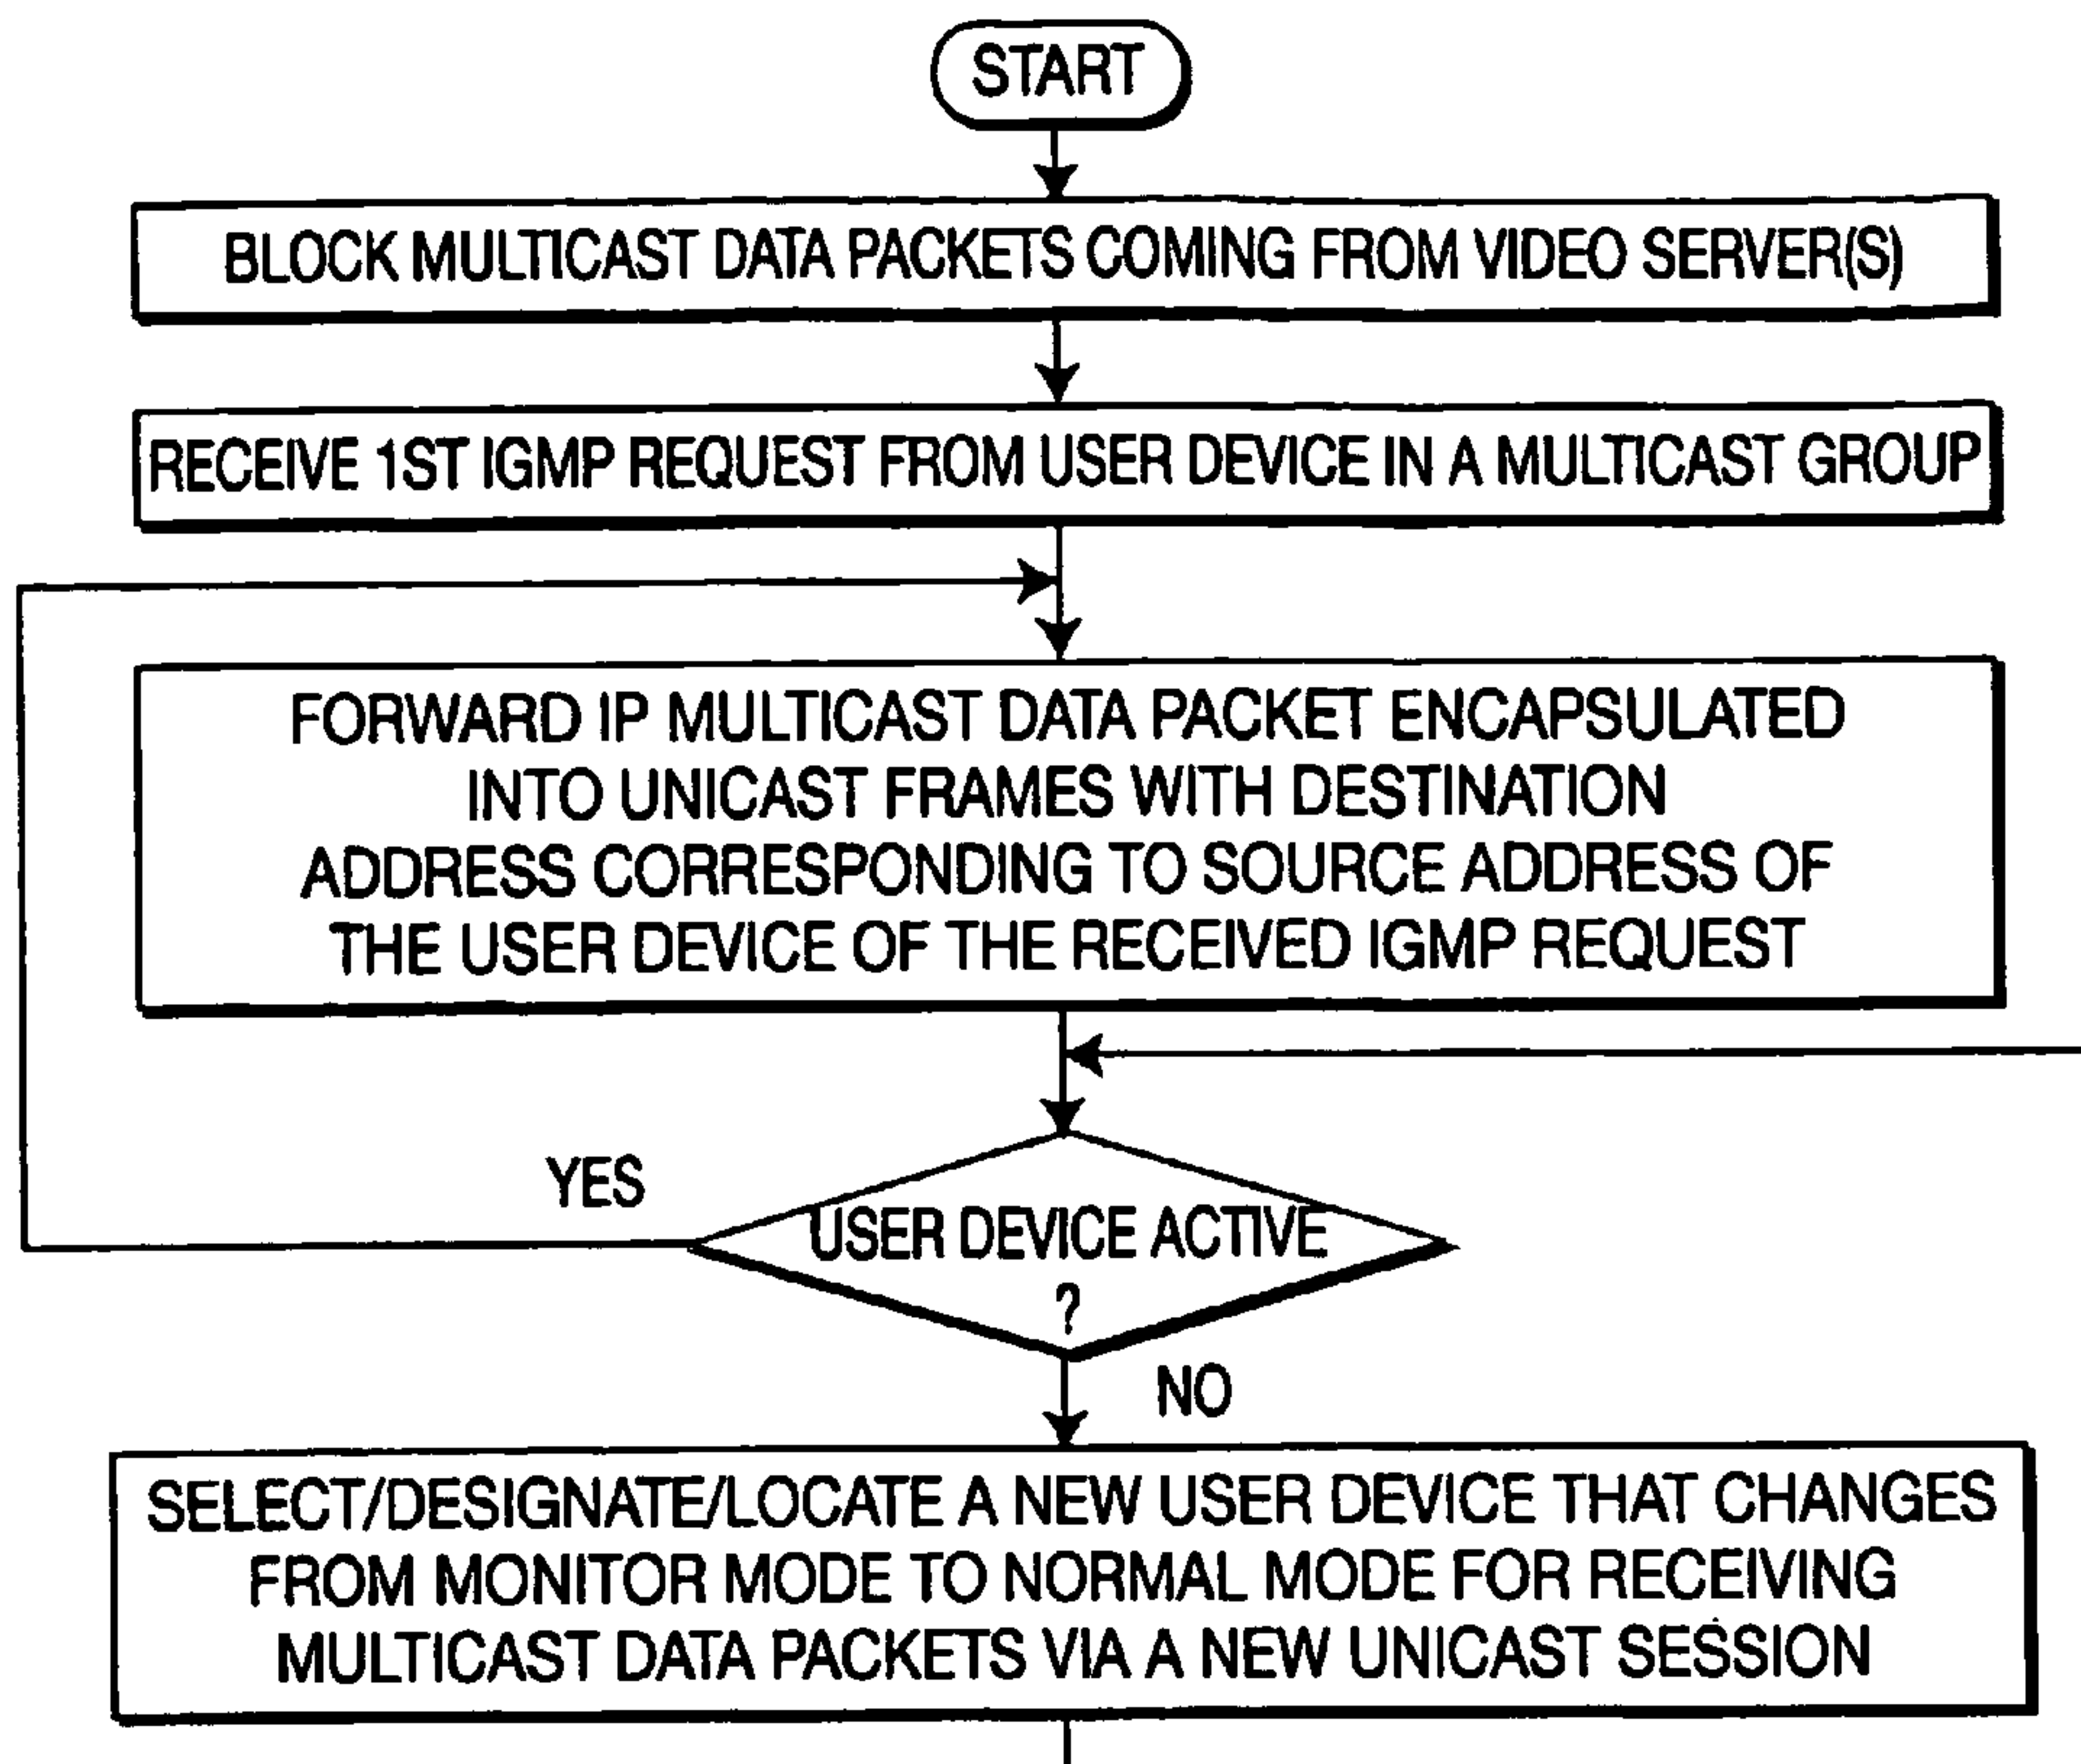 START
BLOCK MULTICAST DATA PACKETS COMING FROM VIDEO SERVER(S)
RECEIVE 1ST IGMP REQUEST FROM USER DEVICE IN A MULTICAST GROUP
FORWARD IP MULTICAST DATA PACKET ENCAPSULATED
INTO UNICAST FRAMES WITH DESTINATION
ADDRESS CORRESPONDING TO SOURCE ADDRESS OF
THE USER DEVICE OF THE RECEIVED IGMP REQUEST
YES
USER DEVICE ACTIVE
?
NO
SELECT/DESIGNATE/LOCATE A NEW USER DEVICE THAT CHANGES
FROM MONITOR MODE TO NORMAL MODE FOR RECEIVING
MULTICAST DATA PACKETS VIA A NEW UNICAST SESSION